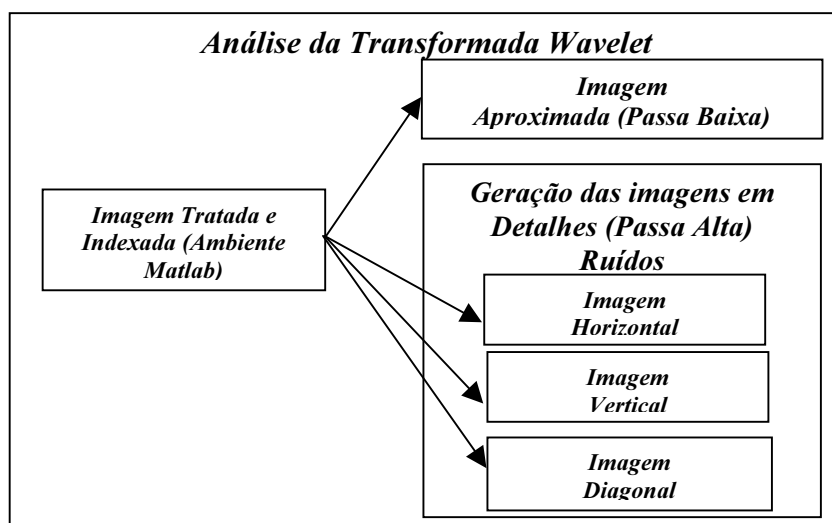 Análise da Transformada Wavelet
Imagem
Aproximada (Passa Baixa)
Imagem Tratada e
Indexada (Ambiente
Matlab)
Geração das imagens em
Detalhes (Passa Alta)
Ruídos
Imagem
Horizontal
Imagem
Vertical
Imagem
Diagonal